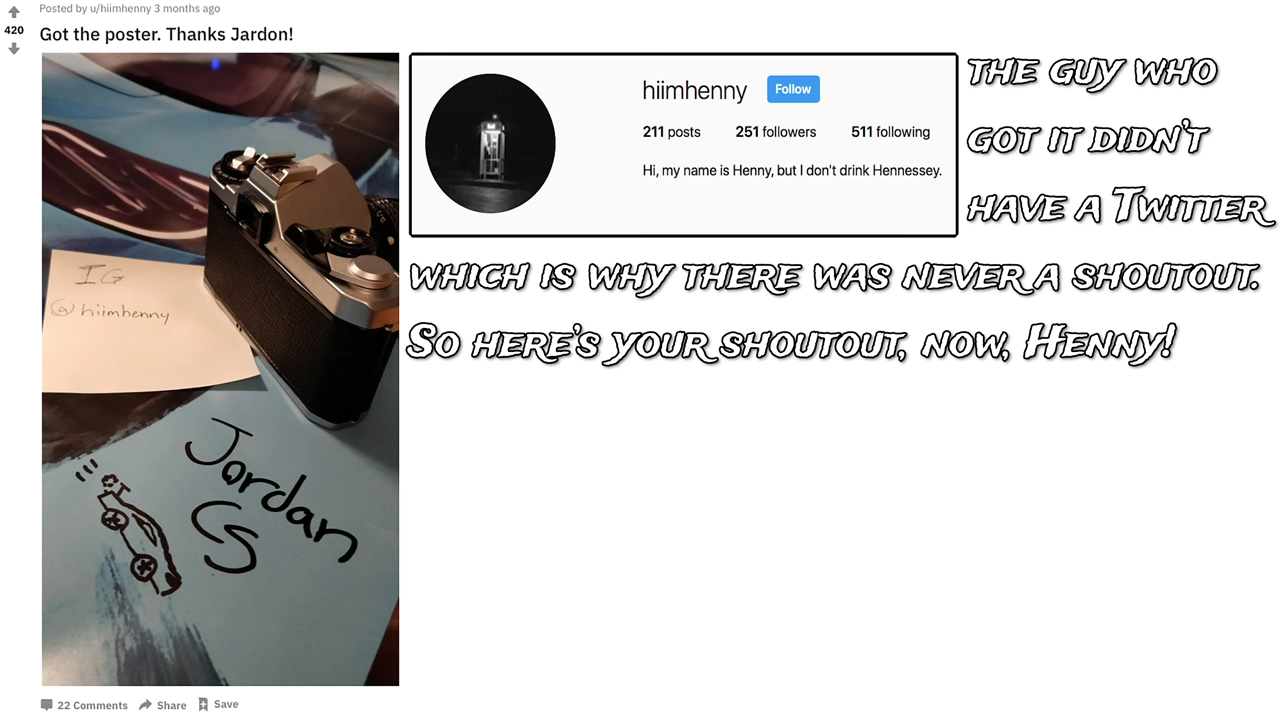 Posted by u/hiimhenny 3 months ago
420
Got the poster. Thanks Jardon!
IG
@hiimhenny
Jordan
CS
hiimhenny Follow
211 posts 251 followers 511 following
Hi, my name is Henny, but I don't drink Hennessey.
the guy who
got it didn't
have a Twitter
which is why there was never a shoutout.
So here's your shoutout, now, Henny!
22 Comments Share Save